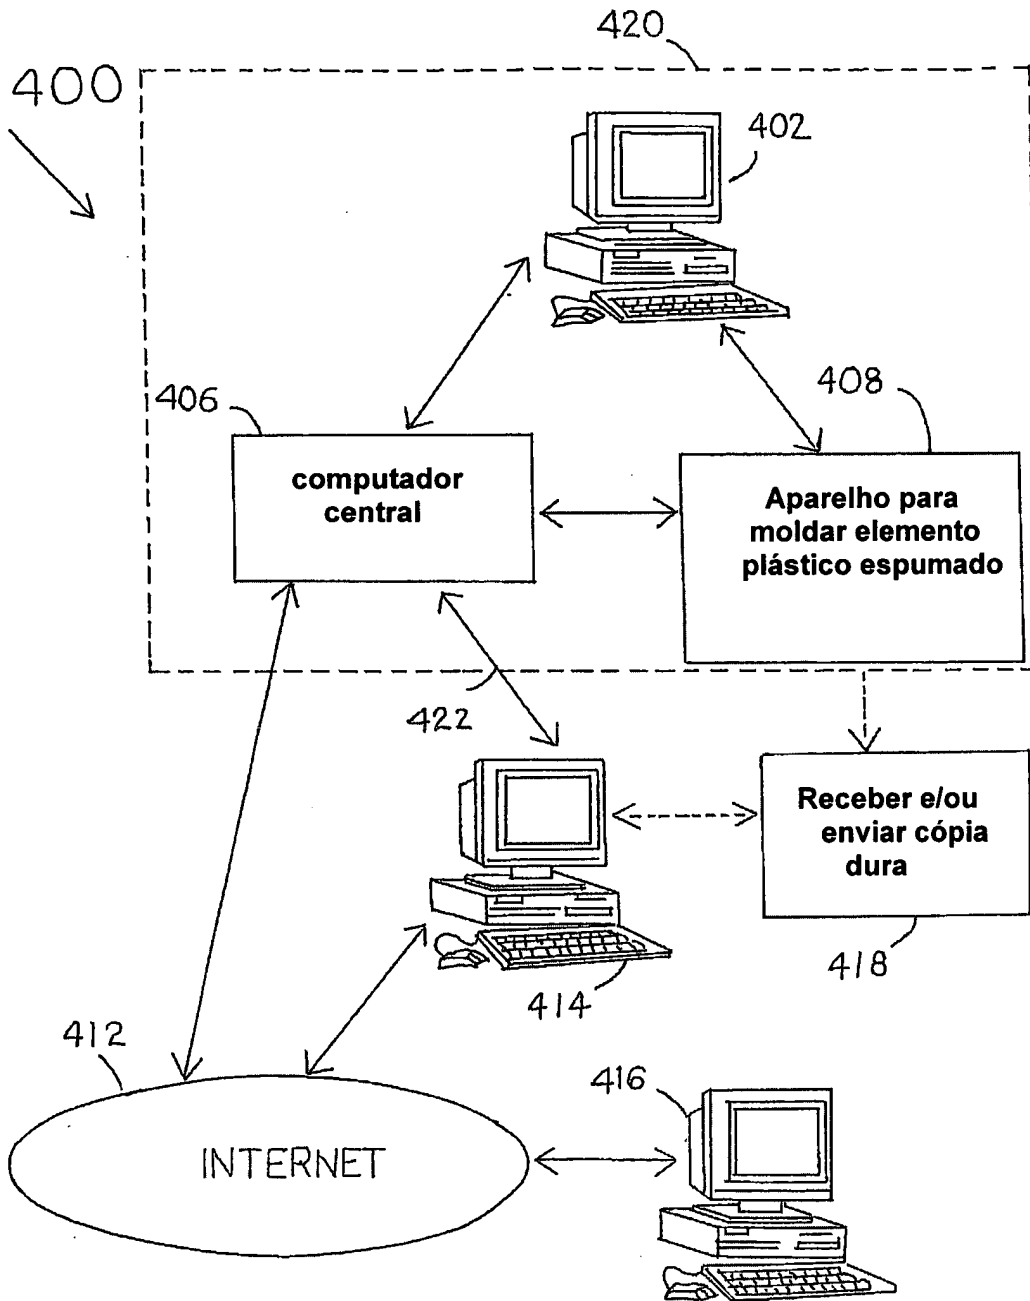 420
400
402
406
408
computador
central
Aparelho para
moldar elemento
plástico espumado
422
Receber e/ou
enviar cópia
dura
414
418
412
416
INTERNET